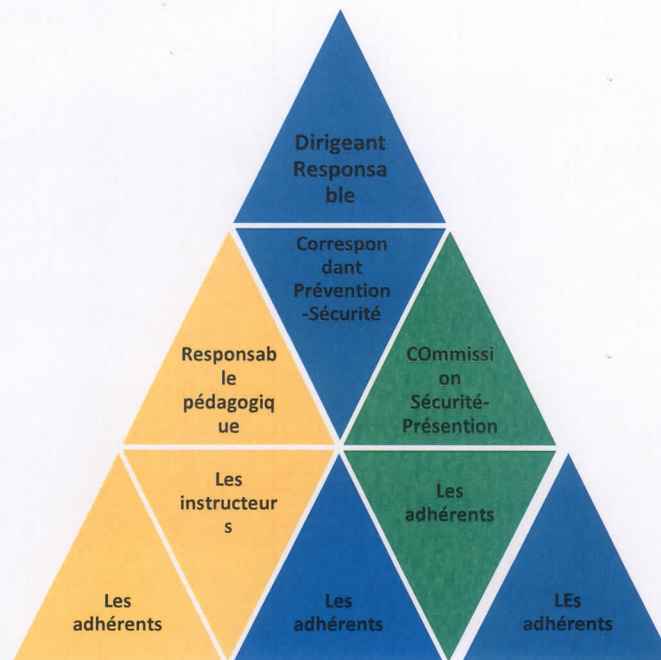 Dirigeant
Responsa
ble
Correspon
dant
Prévention
-Sécurité
Responsab
le
pédagogiq
ue
COmmissi
on
Sécurité-
Présention
Les
instructeur
s
Les
adhérents
Les
adhérents
Les
adhérents
LEs
adhérents